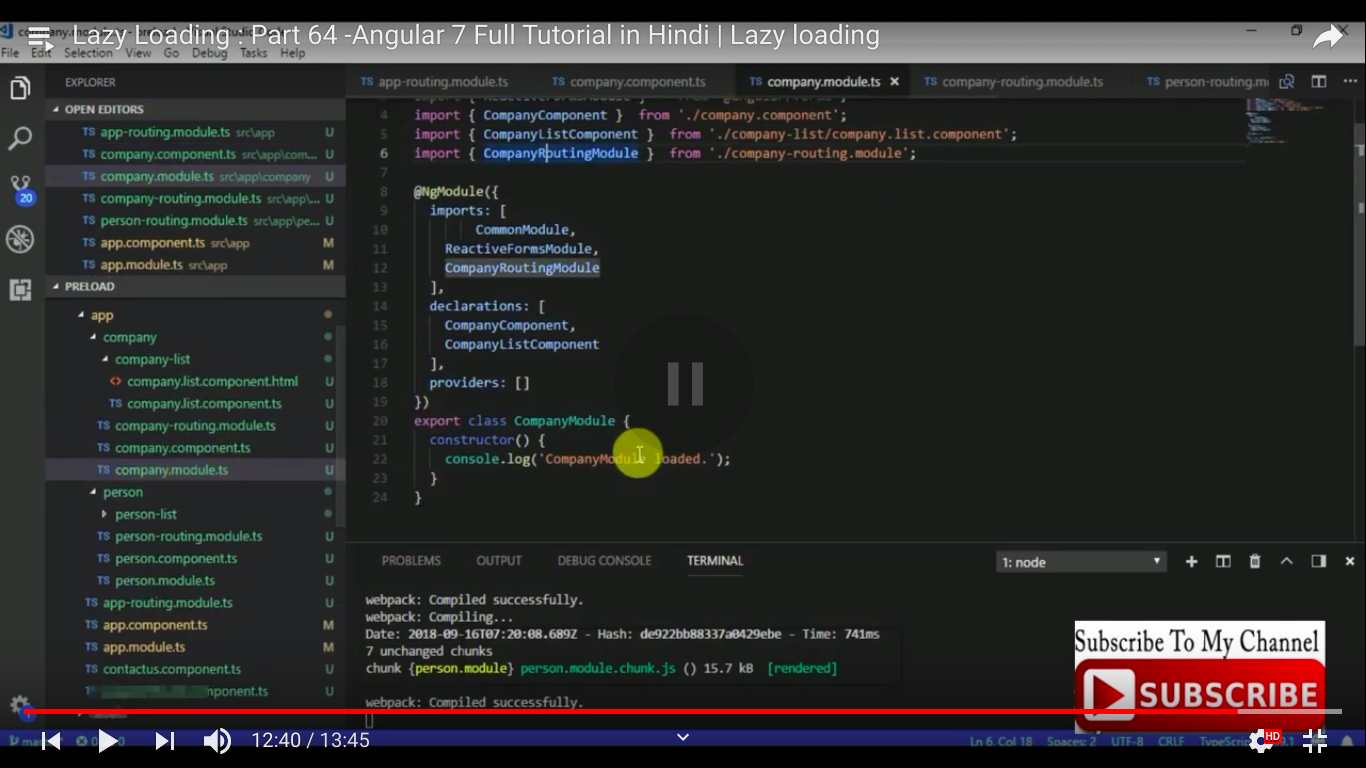 Lazy Loading : Part 64 -Angular 7 Full Tutorial in Hindi | Lazy loading
File Edit Selection View Go Debug Tasks Help
EXPLORER
OPEN EDITORS
TS app-routing.module.ts src\app U
TS company.component.ts src\app\com... U
TS company.module.ts src\app\company U
TS company-routing.module.ts src\app\... U
TS person-routing.module.ts src\app\pe... U
TS app.component.ts src\app M
TS app.module.ts src\app M
20
PRELOAD
app
company
company-list
<> company.list.component.html U
TS company.list.component.ts U
TS company-routing.module.ts U
TS company.component.ts U
TS company.module.ts U
person
person-list
TS person-routing.module.ts U
TS person.component.ts U
TS person.module.ts U
TS app-routing.module.ts U
TS app.component.ts M
TS app.module.ts M
TS contactus.component.ts U
mponent.ts U
TS app-routing.module.ts TS company.component.ts TS company.module.ts × TS company-routing.module.ts TS person-routing.m
4 import { CompanyComponent } from './company.component';
5 import { CompanyListComponent } from './company-list/company.list.component';
6 import { CompanyRoutingModule } from './company-routing.module';
7
8 @NgModule({
9 imports: [
10 CommonModule,
11 ReactiveFormsModule,
12 CompanyRoutingModule
13 ],
14 declarations: [
15 CompanyComponent,
16 CompanyListComponent
17 ],
18 providers: []
19 })
20 export class CompanyModule {
21 constructor() {
22 console.log('CompanyModule loaded.');
23 }
24 }
PROBLEMS OUTPUT DEBUG CONSOLE TERMINAL 1: node
webpack: Compiled successfully.
webpack: Compiling...
Date: 2018-09-16T07:20:08.689Z - Hash: de922bb88337a0429ebe - Time: 741ms
7 unchanged chunks
chunk {person.module} person.module.chunk.js () 15.7 kB [rendered]
webpack: Compiled successfully.
Subscribe To My Channel
SUBSCRIBE
12:40 / 13:45
HD
Ln 6, Col 18 Spaces: 2 UTF-8 CRLF TypeScript